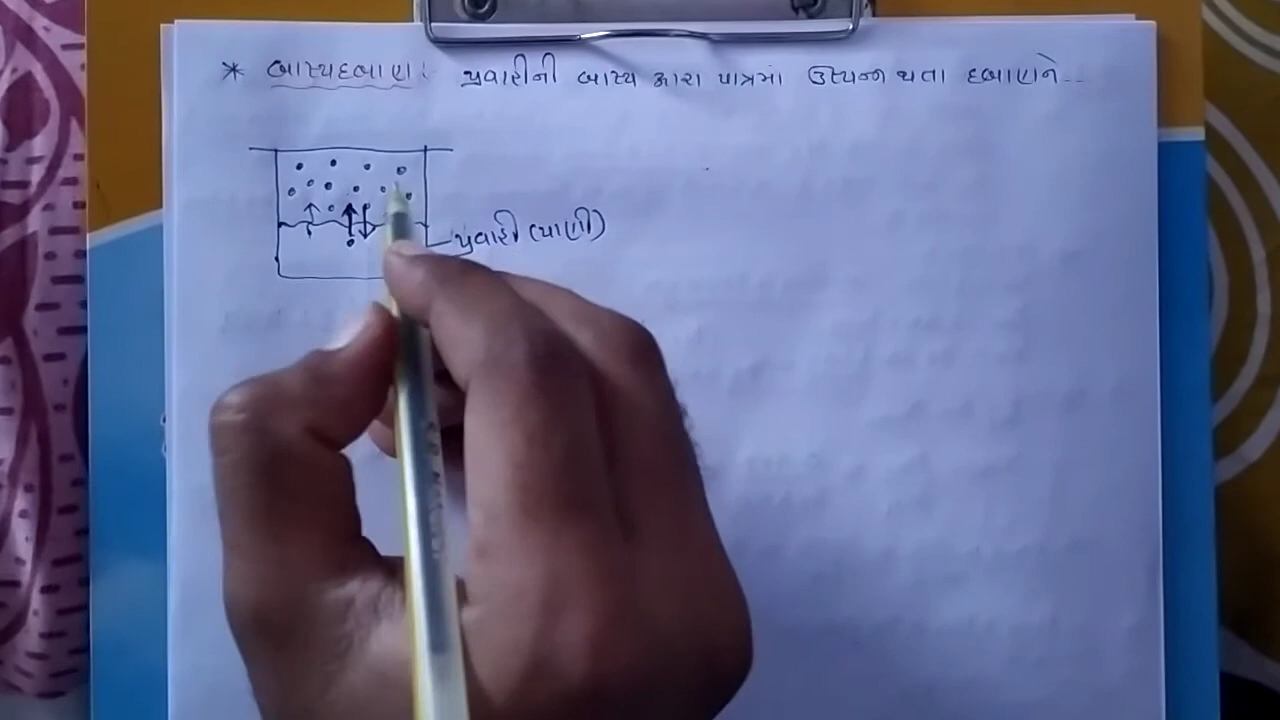 * બાષ્પદબાણ : પ્રવાહીની બાષ્પ દ્વારા પાત્રમાં ઉત્પન્ન થતા દબાણને...
પ્રવાહી (પાણી)